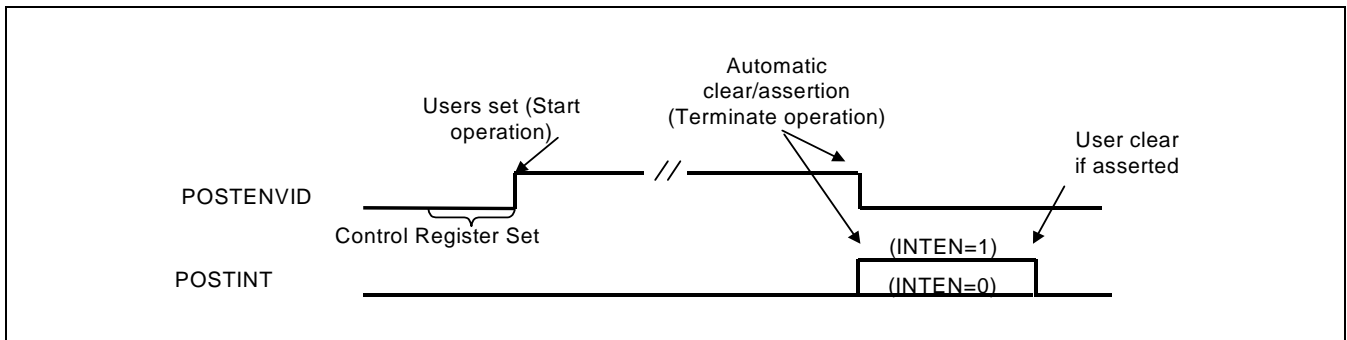 Automatic
clear/assertion
(Terminate operation)
Users set (Start
operation)
User clear
if asserted
POSTENVID
Control Register Set
(INTEN=1)
POSTINT
(INTEN=0)